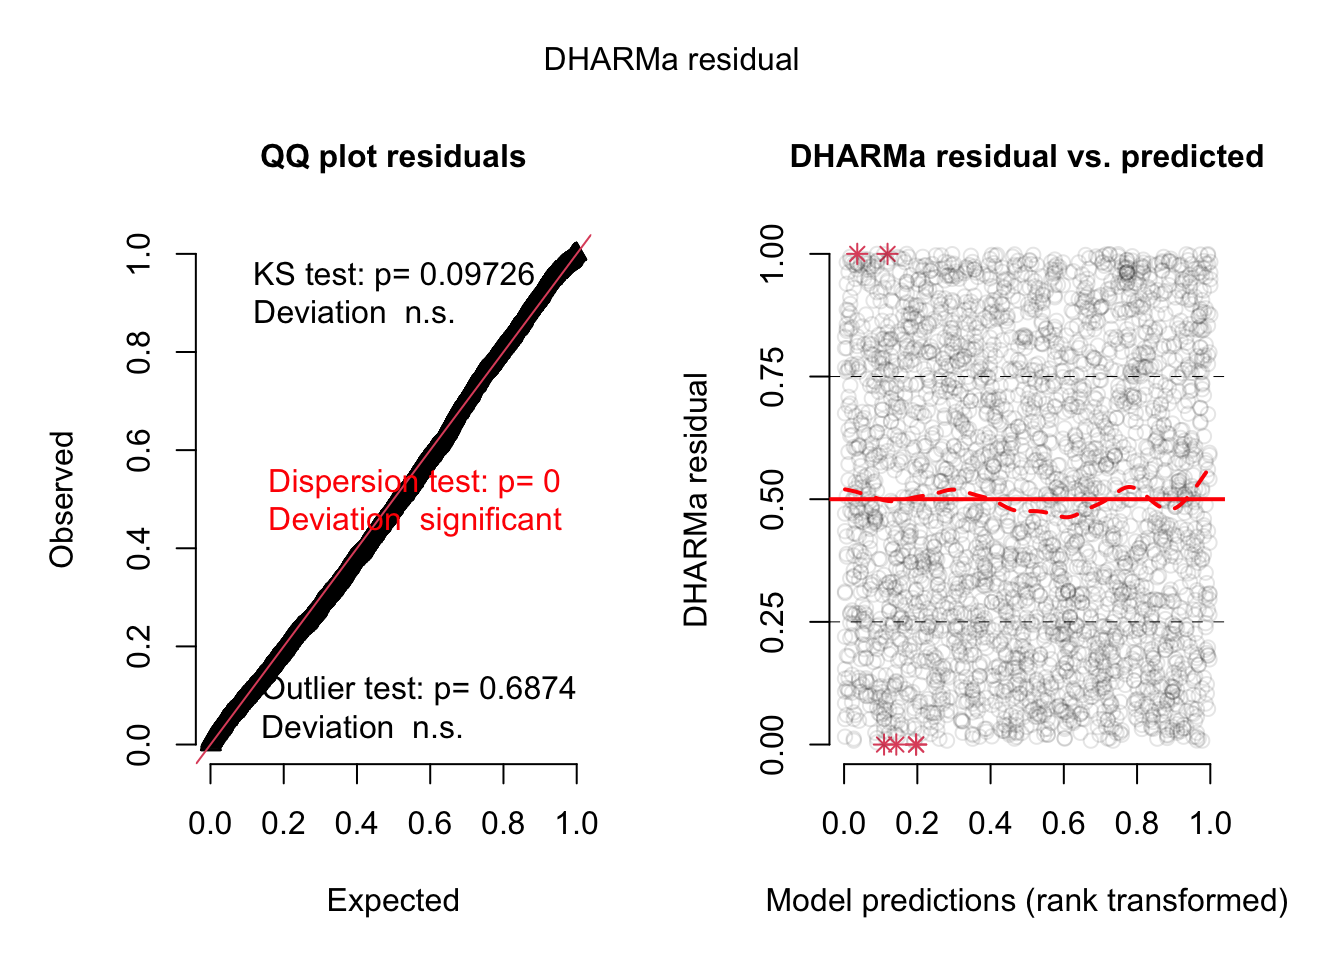 DHARMa residual
QQ plot residuals
KS test: p= 0.09726
Deviation  n.s.
Dispersion test: p= 0
Deviation  significant
Outlier test: p= 0.6874
Deviation  n.s.
Observed
0.0 0.2 0.4 0.6 0.8 1.0
0.0 0.2 0.4 0.6 0.8 1.0
Expected
DHARMa residual vs. predicted
DHARMa residual
0.00 0.25 0.50 0.75 1.00
0.0 0.2 0.4 0.6 0.8 1.0
Model predictions (rank transformed)